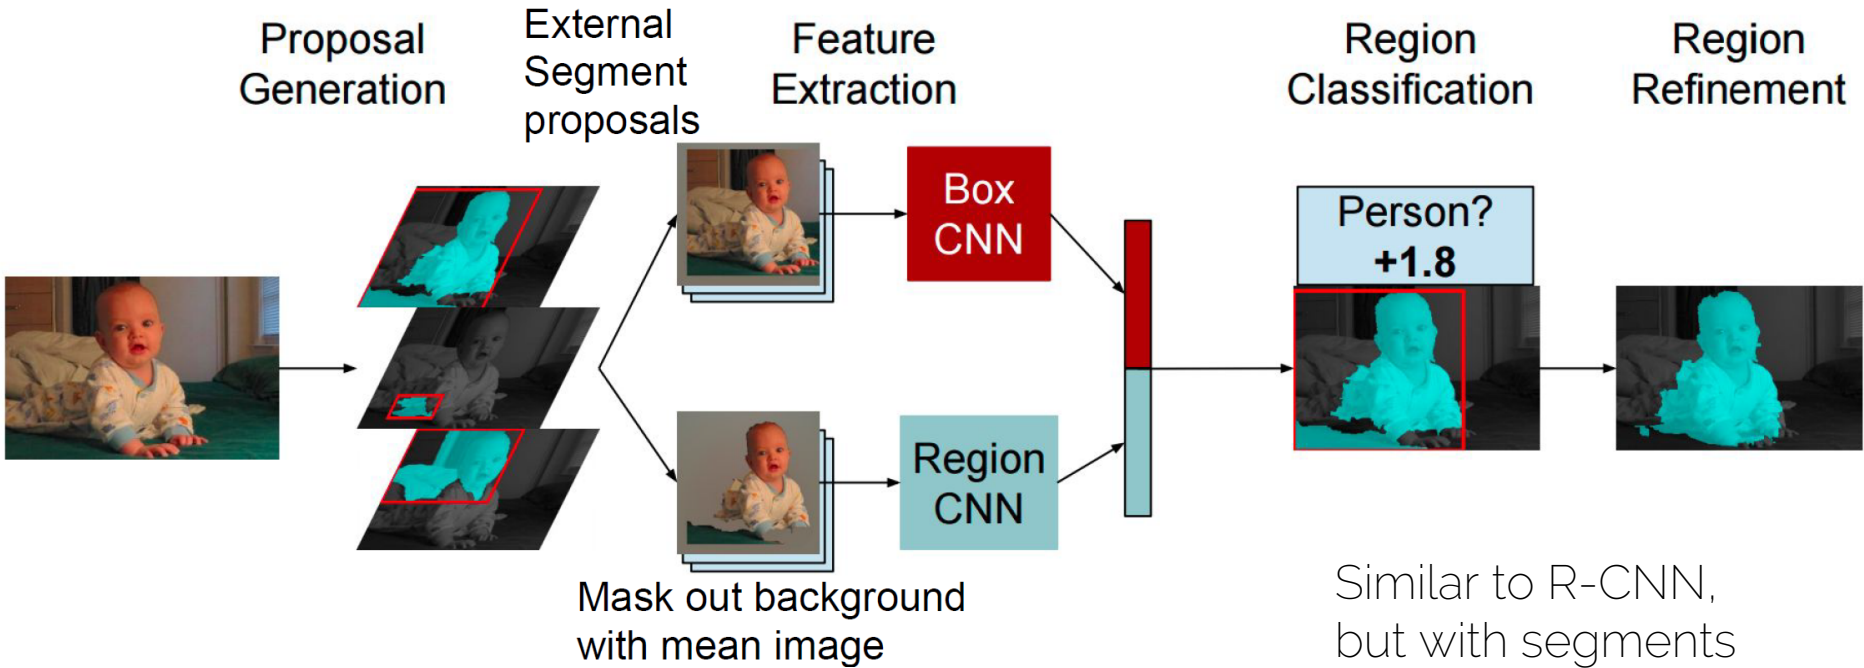 Proposal
Generation
External
Segment
proposals
Feature
Extraction
Region
Classification
Region
Refinement
Box
CNN
Person?
+1.8
Region
CNN
Mask out background
with mean image
Similar to R-CNN,
but with segments